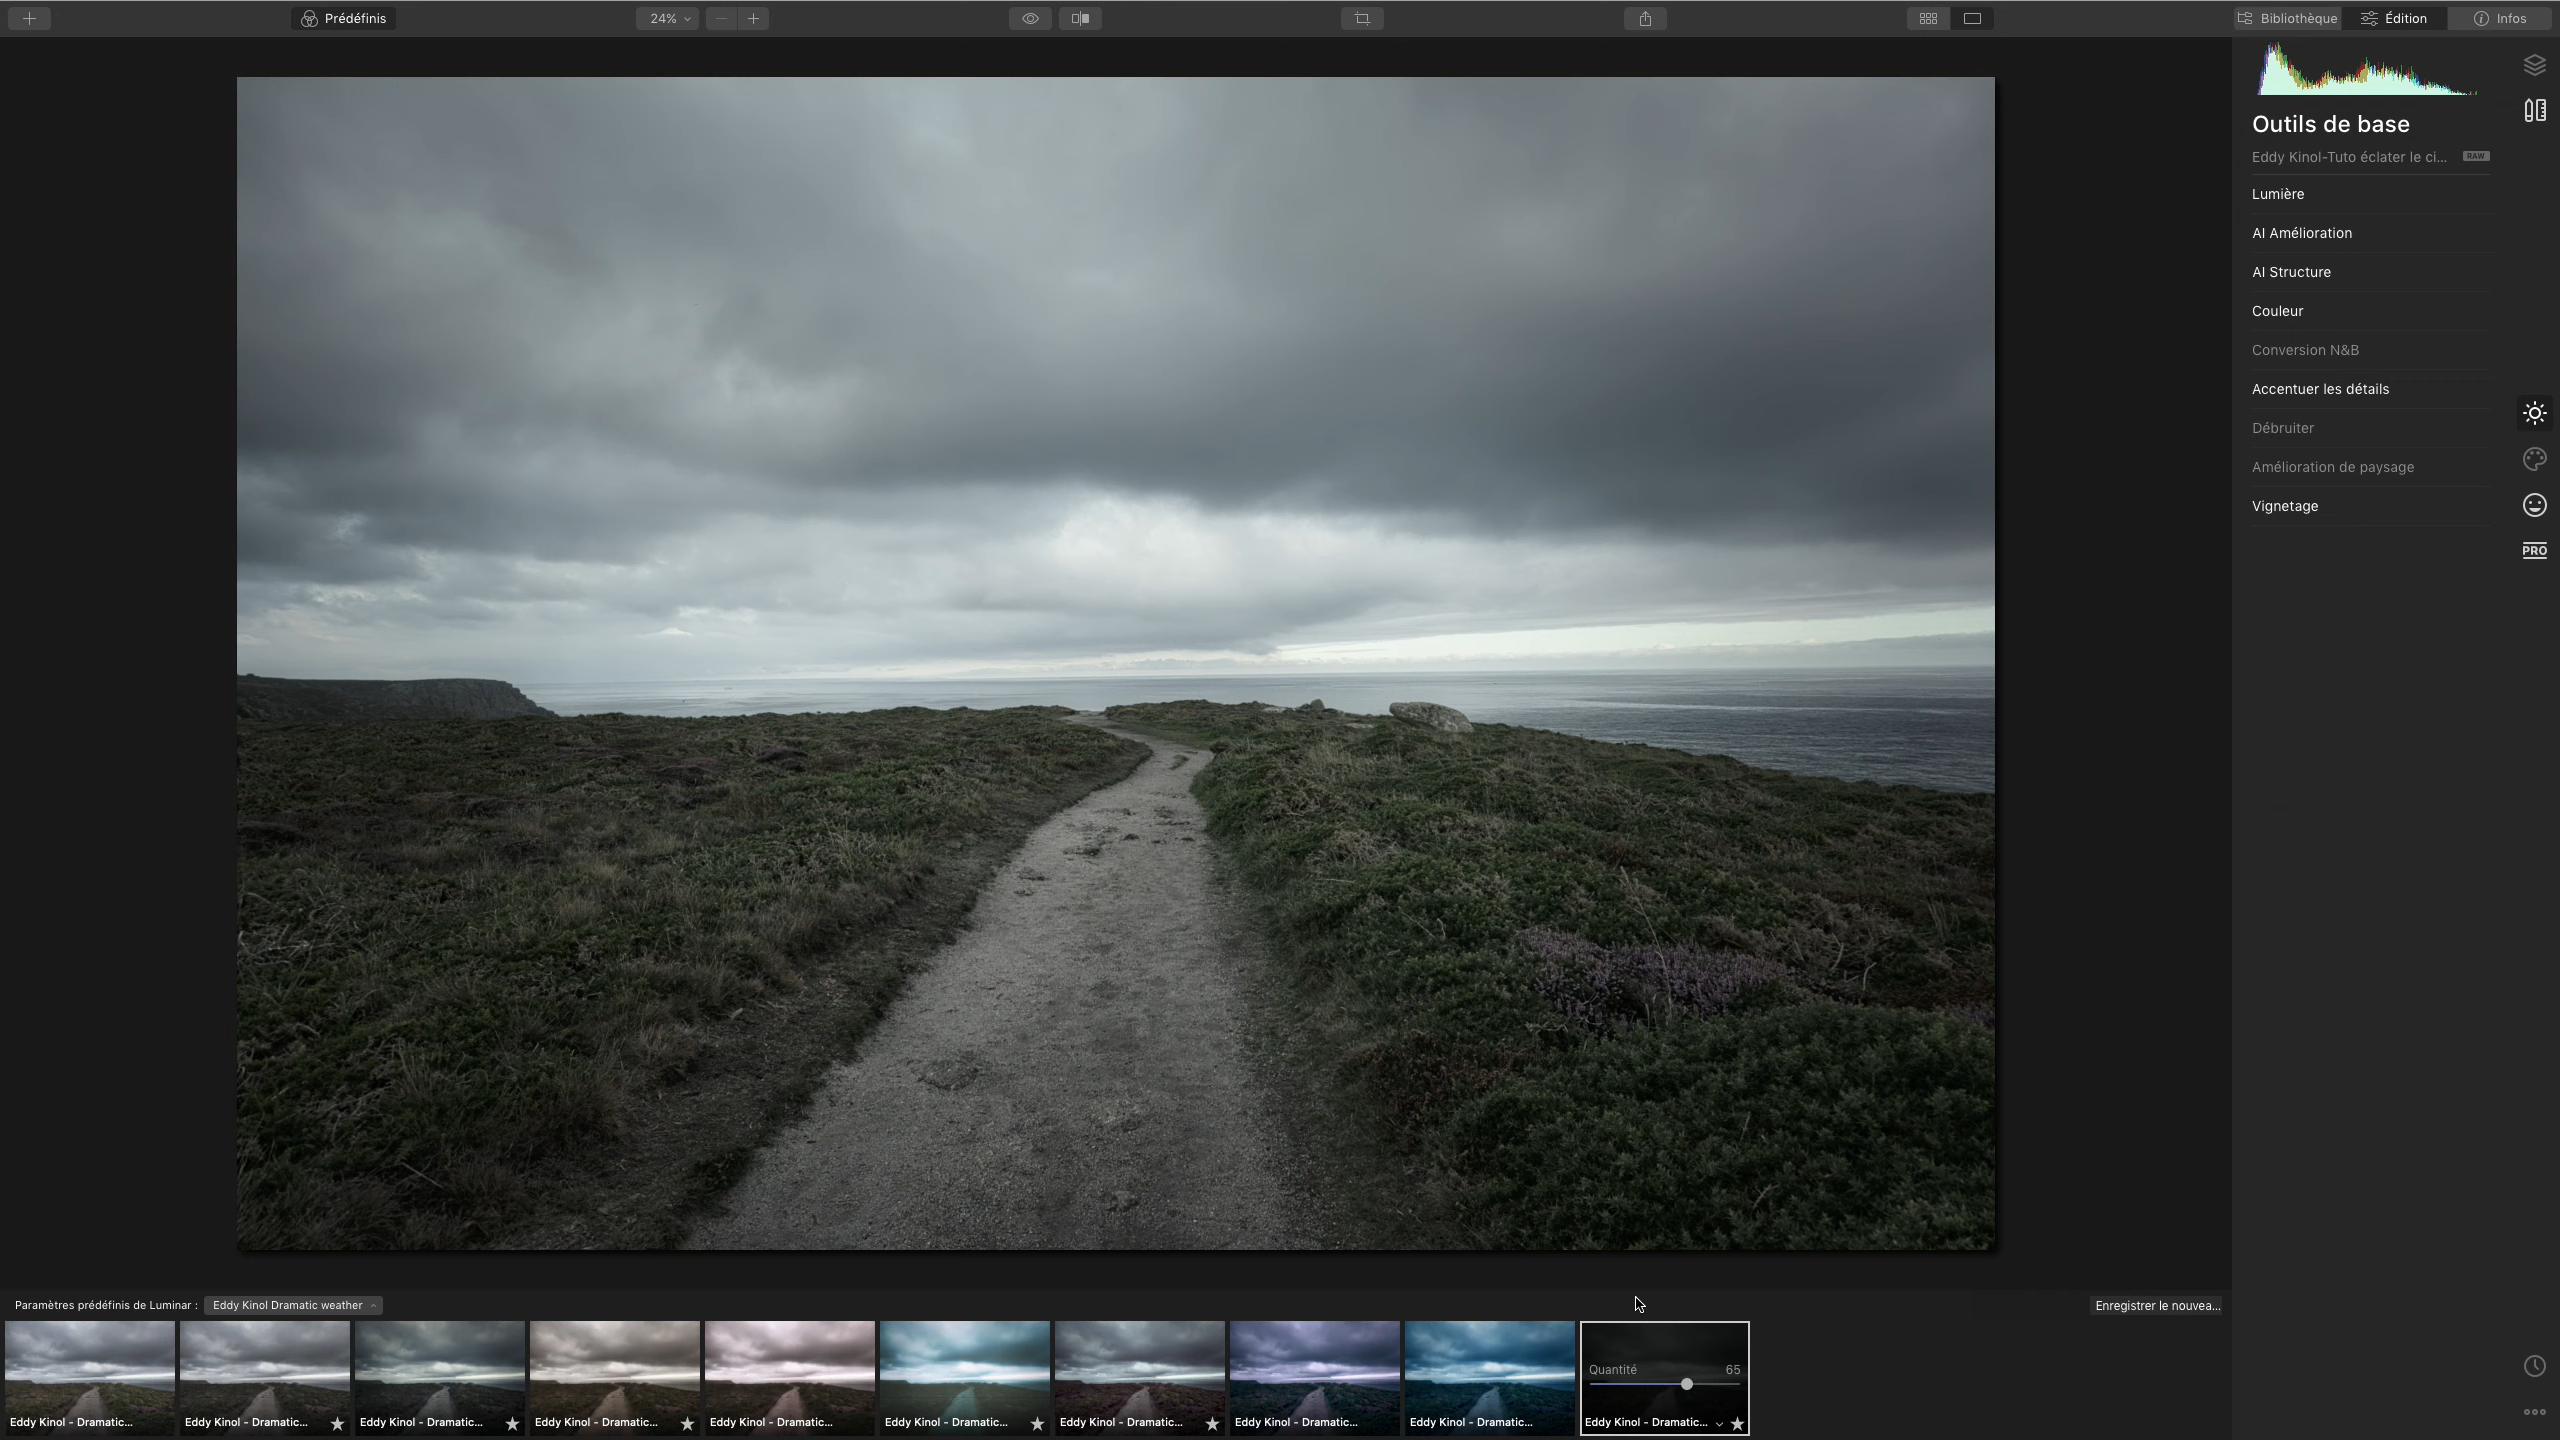 Prédéfinis
24%
Bibliothèque
Édition
Infos
Outils de base
Eddy Kinol-Tuto éclater le ci...
RAW
Lumière
AI Amélioration
AI Structure
Couleur
Conversion N&B
Accentuer les détails
Débruiter
Amélioration de paysage
Vignetage
PRO
Paramètres prédéfinis de Luminar :
Eddy Kinol Dramatic weather
Enregistrer le nouvea...
Quantité
65
Eddy Kinol - Dramatic...
Eddy Kinol - Dramatic...
Eddy Kinol - Dramatic...
Eddy Kinol - Dramatic...
Eddy Kinol - Dramatic...
Eddy Kinol - Dramatic...
Eddy Kinol - Dramatic...
Eddy Kinol - Dramatic...
Eddy Kinol - Dramatic...
Eddy Kinol - Dramatic...